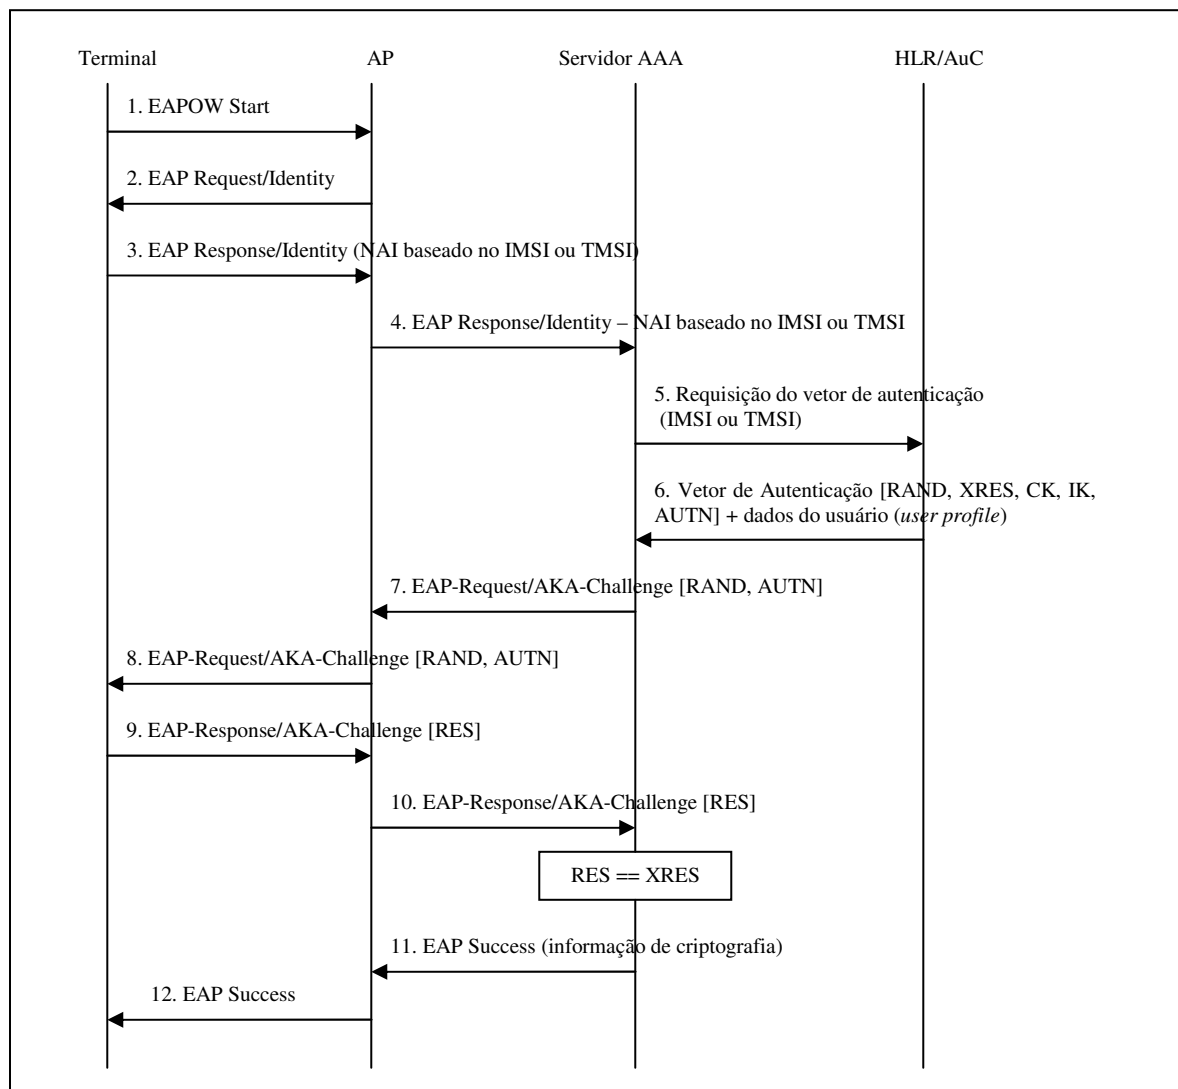 Terminal
AP
Servidor AAA
HLR/AuC
1. EAPOW Start
2. EAP Request/Identity
3. EAP Response/Identity (NAI baseado no IMSI ou TMSI)
4. EAP Response/Identity – NAI baseado no IMSI ou TMSI
5. Requisição do vetor de autenticação
(IMSI ou TMSI)
6. Vetor de Autenticação [RAND, XRES, CK, IK,
AUTN] + dados do usuário (user profile)
7. EAP-Request/AKA-Challenge [RAND, AUTN]
8. EAP-Request/AKA-Challenge [RAND, AUTN]
9. EAP-Response/AKA-Challenge [RES]
10. EAP-Response/AKA-Challenge [RES]
RES == XRES
11. EAP Success (informação de criptografia)
12. EAP Success